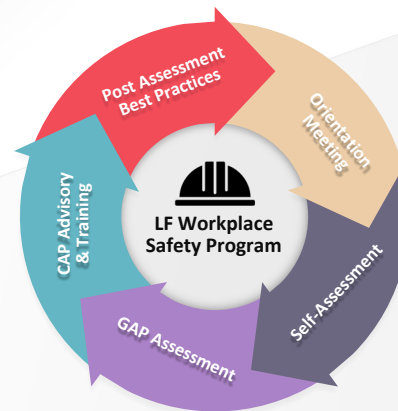 Post Assessment
Best Practices
Orientation
Meeting
LF Workplace
Safety Program
CAP Advisory
& Training
Self-Assessment
GAP Assessment